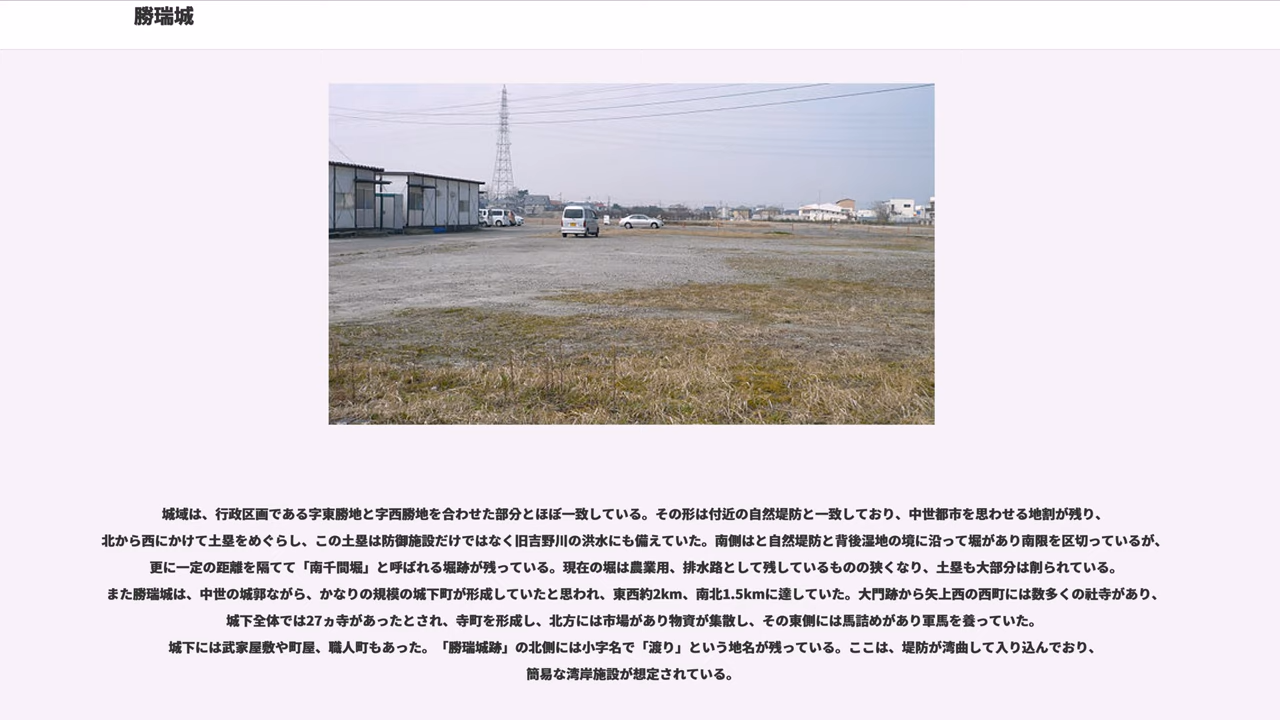 勝瑞城
城域は、行政区画である字東勝地と字西勝地を合わせた部分とほぼ一致している。その形は付近の自然堤防と一致しており、中世都市を思わせる地割が残り、
北から西にかけて土塁をめぐらし、この土塁は防御施設だけではなく旧吉野川の洪水にも備えていた。南側はと自然堤防と背後湿地の境に沿って堀があり南限を区切っているが、
更に一定の距離を隔てて「南千間堀」と呼ばれる堀跡が残っている。現在の堀は農業用、排水路として残しているものの狭くなり、土塁も大部分は削られている。
また勝瑞城は、中世の城郭ながら、かなりの規模の城下町が形成していたと思われ、東西約2km、南北1.5kmに達していた。大門跡から矢上西の西町には数多くの社寺があり、
城下全体では27ヵ寺があったとされ、寺町を形成し、北方には市場があり物資が集散し、その東側には馬詰めがあり軍馬を養っていた。
城下には武家屋敷や町屋、職人町もあった。「勝瑞城跡」の北側には小字名で「渡り」という地名が残っている。ここは、堤防が湾曲して入り込んでおり、
簡易な湾岸施設が想定されている。